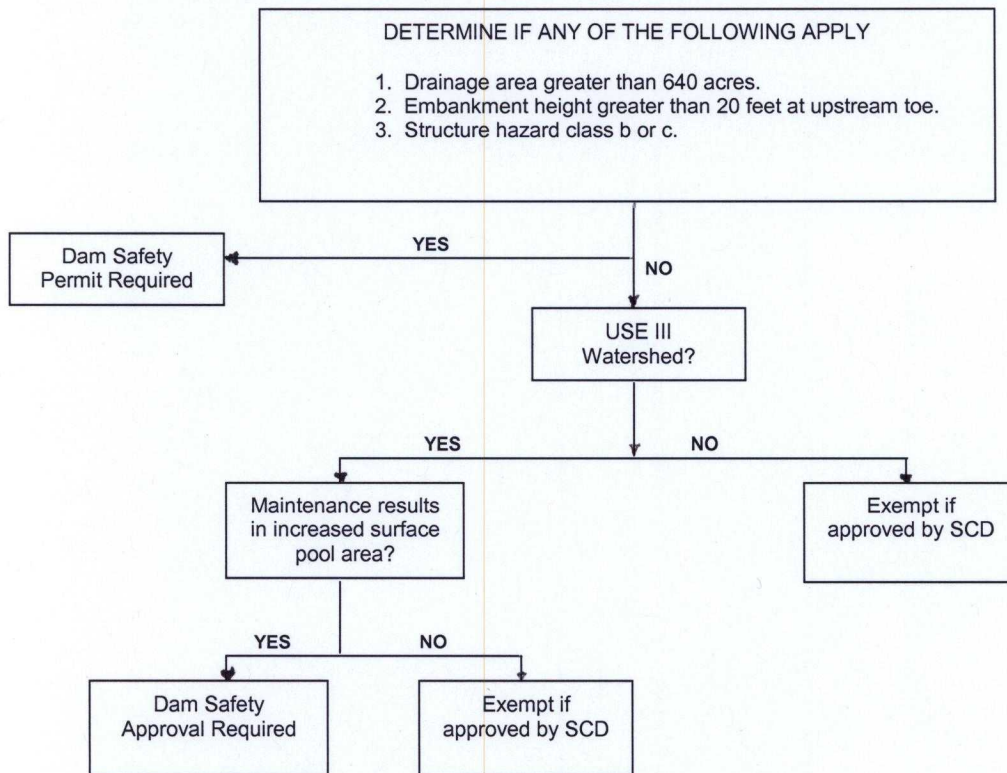 DETERMINE IF ANY OF THE FOLLOWING APPLY
1. Drainage area greater than 640 acres.
2. Embankment height greater than 20 feet at upstream toe.
3. Structure hazard class b or c.
YES
Dam Safety
Permit Required
NO
USE III
Watershed?
YES
NO
Maintenance results
in increased surface
pool area?
Exempt if
approved by SCD
YES
NO
Dam Safety
Approval Required
Exempt if
approved by SCD